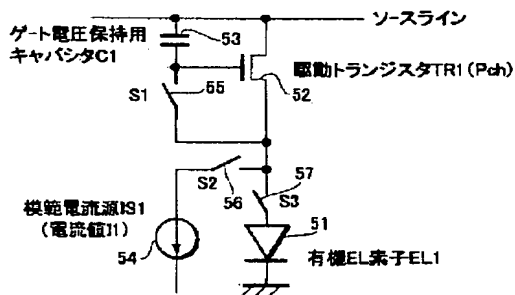 ソースライン
ゲート電圧保持用
キャパシタC1
53
駆動トランジスタTR1(Pch)
52
S1
55
57
S2
56
S3
模範電流源IS1
(電流値I1)
54
51
有機EL素子EL1